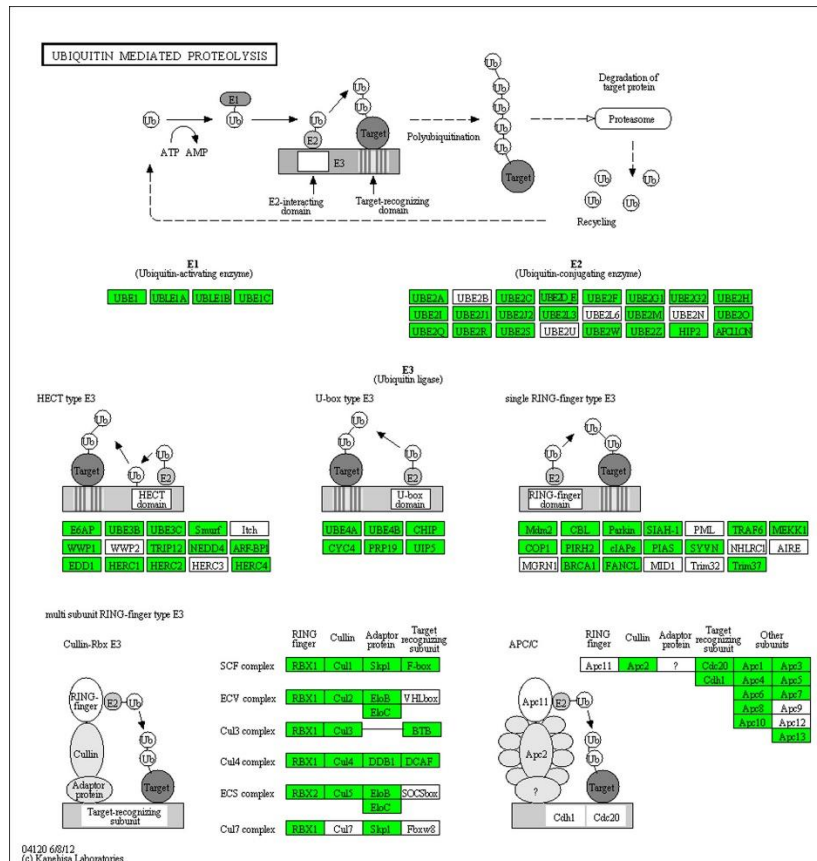 UBIQUITIN MEDIATED PROTEOLYSIS
Ub
ATP AMP
E1
Ub
Ub
E2
Ub
Ub
Target
E3
E2-interacting
domain
Target-recognizing
domain
Polyubiquitination
Ub
Ub
Ub
Ub
Ub
Target
Degradation of
target protein
Proteasome
Ub Ub
Ub Ub
Recycling
E1
(Ubiquitin-activating enzyme)
UBE1 UBLE1A UBLE1B UBE1C
E2
(Ubiquitin-conjugating enzyme)
UBE2A UBE2B UBE2C UBE2D_E UBE2F UBE2G1 UBE2G2 UBE2H
UBE2I UBE2J1 UBE2J2 UBE2L3 UBE2L6 UBE2M UBE2N UBE2O
UBE2Q UBE2R UBE2S UBE2U UBE2W UBE2Z HIP2 APOLLON
E3
(Ubiquitin ligase)
HECT type E3
Ub
Ub
Target
Ub
Ub
E2
HECT
domain
E6AP UBE3B UBE3C Smurf Itch
WWP1 WWP2 TRIP12 NEDD4 ARF-BP1
EDD1 HERC1 HERC2 HERC3 HERC4
U-box type E3
Ub
Ub
Target
Ub
E2
U-box
domain
UBE4A UBE4B CHIP
CYC4 PRP19 UIP5
single RING-finger type E3
Ub
E2
Ub
Ub
Target
RING-finger
domain
Mdm2 CBL Parkin SIAH-1 PML TRAF6 MEKK1
COP1 PIRH2 cIAPs PIAS SYVN NHLRC1 AIRE
MGRN1 BRCA1 FANCL MID1 Trim32 Trim37
multi subunit RING-finger type E3
Cullin-Rbx E3
RING-
finger
E2 Ub
Cullin
Ub
Ub
Adaptor
protein
Target
Target-recognizing
subunit
RING
finger
Cullin
Adaptor
protein
Target
recognizing
subunit
SCF complex RBX1 Cul1 Skp1 F-box
ECV complex RBX1 Cul2 EloB VHLbox
EloC
Cul3 complex RBX1 Cul3 BTB
Cul4 complex RBX1 Cul4 DDB1 DCAF
ECS complex RBX2 Cul5 EloB SOCSbox
EloC
Cul7 complex RBX1 Cul7 Skp1 Fbxw8
APC/C
RING
finger
Cullin
Adaptor
protein
Target
recognizing
subunit
Other
subunits
Apc11 Apc2 ? Cdc20 Apc1 Apc3
Cdh1 Apc4 Apc5
Apc6 Apc7
Apc8 Apc9
Apc10 Apc12
Apc13
Apc11
E2 Ub
Apc2
Ub
Ub
?
Target
Cdh1 Cdc20
04120 6/8/12
(c) Kanehisa Laboratories